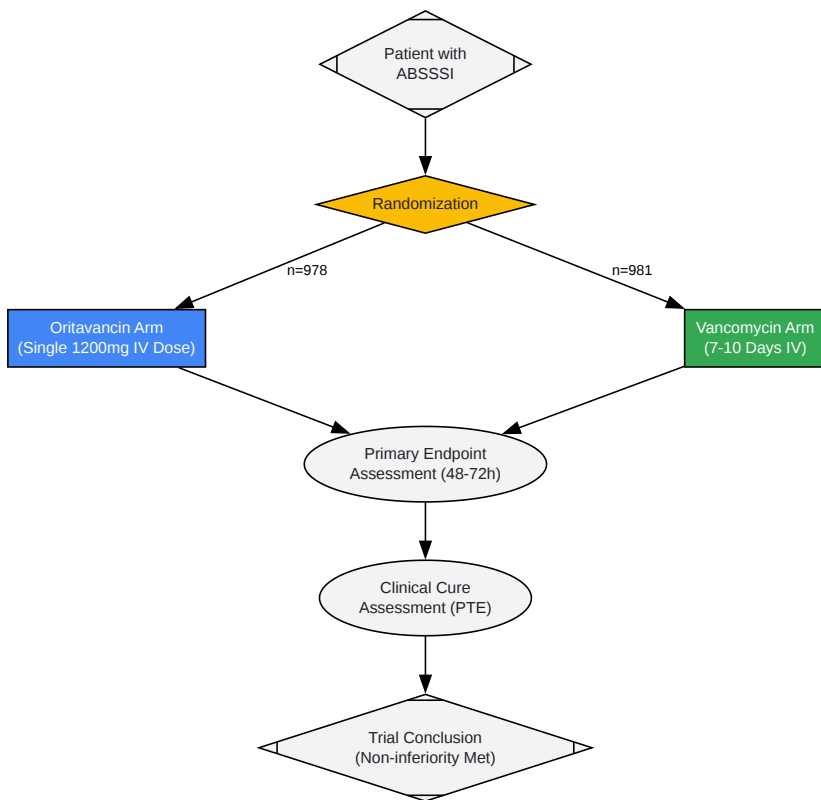 Patient with
ABSSSI
Randomization
n=978
n=981
Oritavancin Arm
(Single 1200mg IV Dose)
Vancomycin Arm
(7-10 Days IV)
Primary Endpoint
Assessment (48-72h)
Clinical Cure
Assessment (PTE)
Trial Conclusion
(Non-inferiority Met)